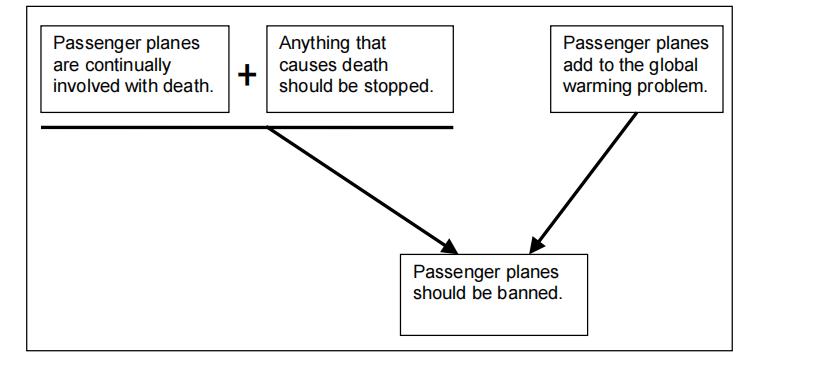 Passenger planes
are continually
involved with death.
+
Anything that
causes death
should be stopped.
Passenger planes
add to the global
warming problem.
Passenger planes
should be banned.